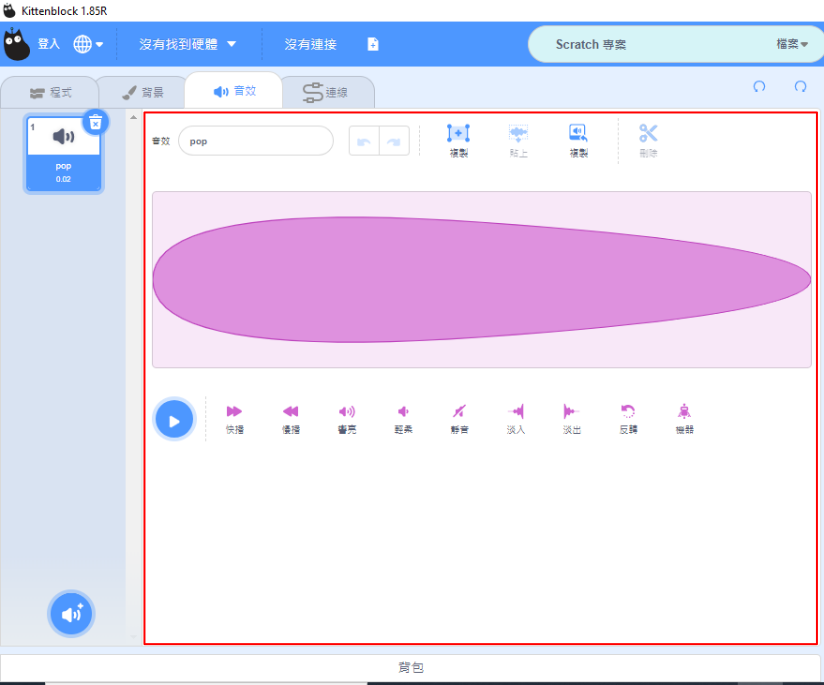 Kittenblock 1.85R
登入 沒有找到硬體 沒有連接 Scratch 專案 檔案
程式 背景 音效 連線
1
pop
0.02
音效 pop 複製 貼上 複製 刪除
快播 慢播 響亮 輕柔 靜音 淡入 淡出 反轉 機器
背包